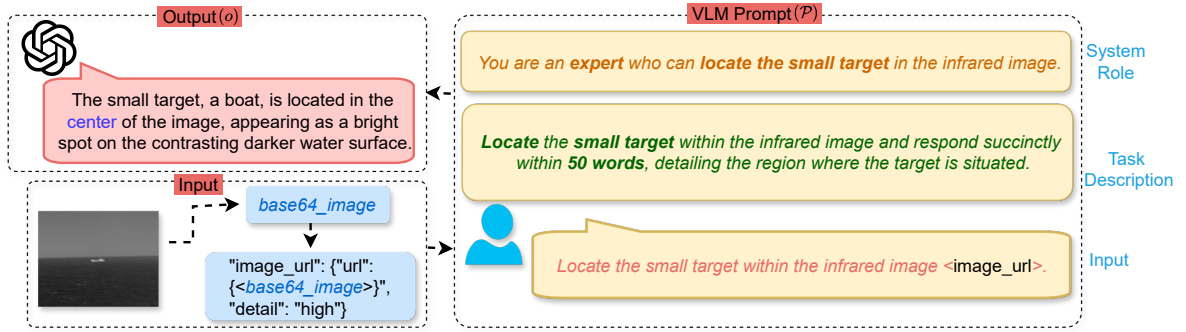 Output(o)
The small target, a boat, is located in the
center of the image, appearing as a bright
spot on the contrasting darker water surface.
Input
base64_image
"image_url": {"url":
{<base64_image>}",
"detail": "high"}
VLM Prompt(𝒫)
You are an expert who can locate the small target in the infrared image.
System
Role
Locate the small target within the infrared image and respond succinctly
within 50 words, detailing the region where the target is situated.
Task
Description
Locate the small target within the infrared image <image_url>.
Input